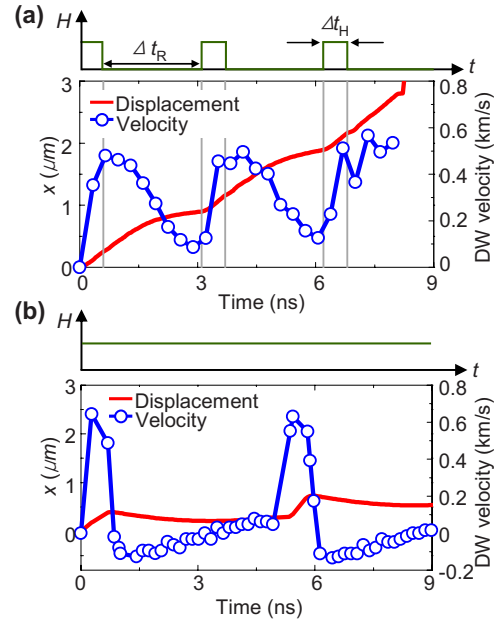 (a)
H
Δt_R
Δt_H
t
3
2
1
0
x (μm)
Displacement
Velocity
0.8
0.6
0.4
0.2
0
DW velocity (km/s)
0
3
6
9
Time (ns)
(b)
H
t
3
2
1
0
x (μm)
Displacement
Velocity
0.8
0.6
0.4
0.2
0
-0.2
DW velocity (km/s)
0
3
6
9
Time (ns)